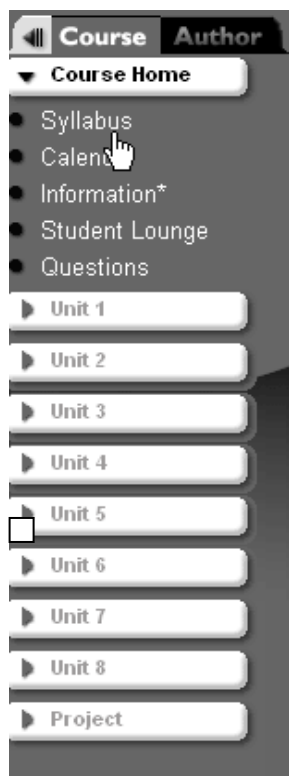 Course Author
Course Home
Syllabus
Information*
Student Lounge
Questions
Unit 1
Unit 2
Unit 3
Unit 4
Unit 5
Unit 6
Unit 7
Unit 8
Project